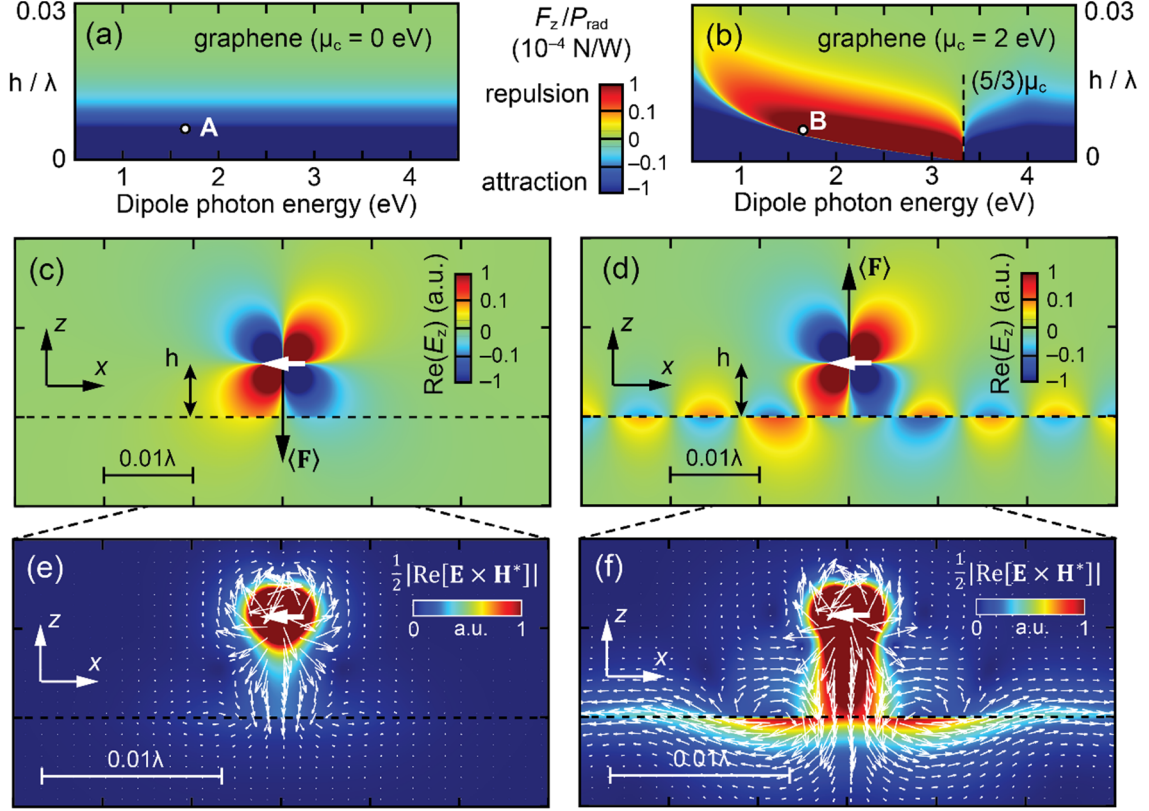 0.03
(a)
graphene (μc = 0 eV)
h / λ
A
0
1 2 3 4
Dipole photon energy (eV)
Fz/Prad
(10–4 N/W)
repulsion
attraction
1
0.1
0
–0.1
–1
(b)
graphene (μc = 2 eV)
0.03
(5/3)μc
h / λ
B
0
1 2 3 4
Dipole photon energy (eV)
(c)
Re(Ez) (a.u.)
1
0.1
0
–0.1
–1
z
x
h
⟨F⟩
0.01λ
(d)
⟨F⟩
Re(Ez) (a.u.)
1
0.1
0
–0.1
–1
z
x
h
0.01λ
(e)
½|Re[E × H*]|
0 a.u. 1
z
x
0.01λ
(f)
½|Re[E × H*]|
0 a.u. 1
z
x
0.01λ